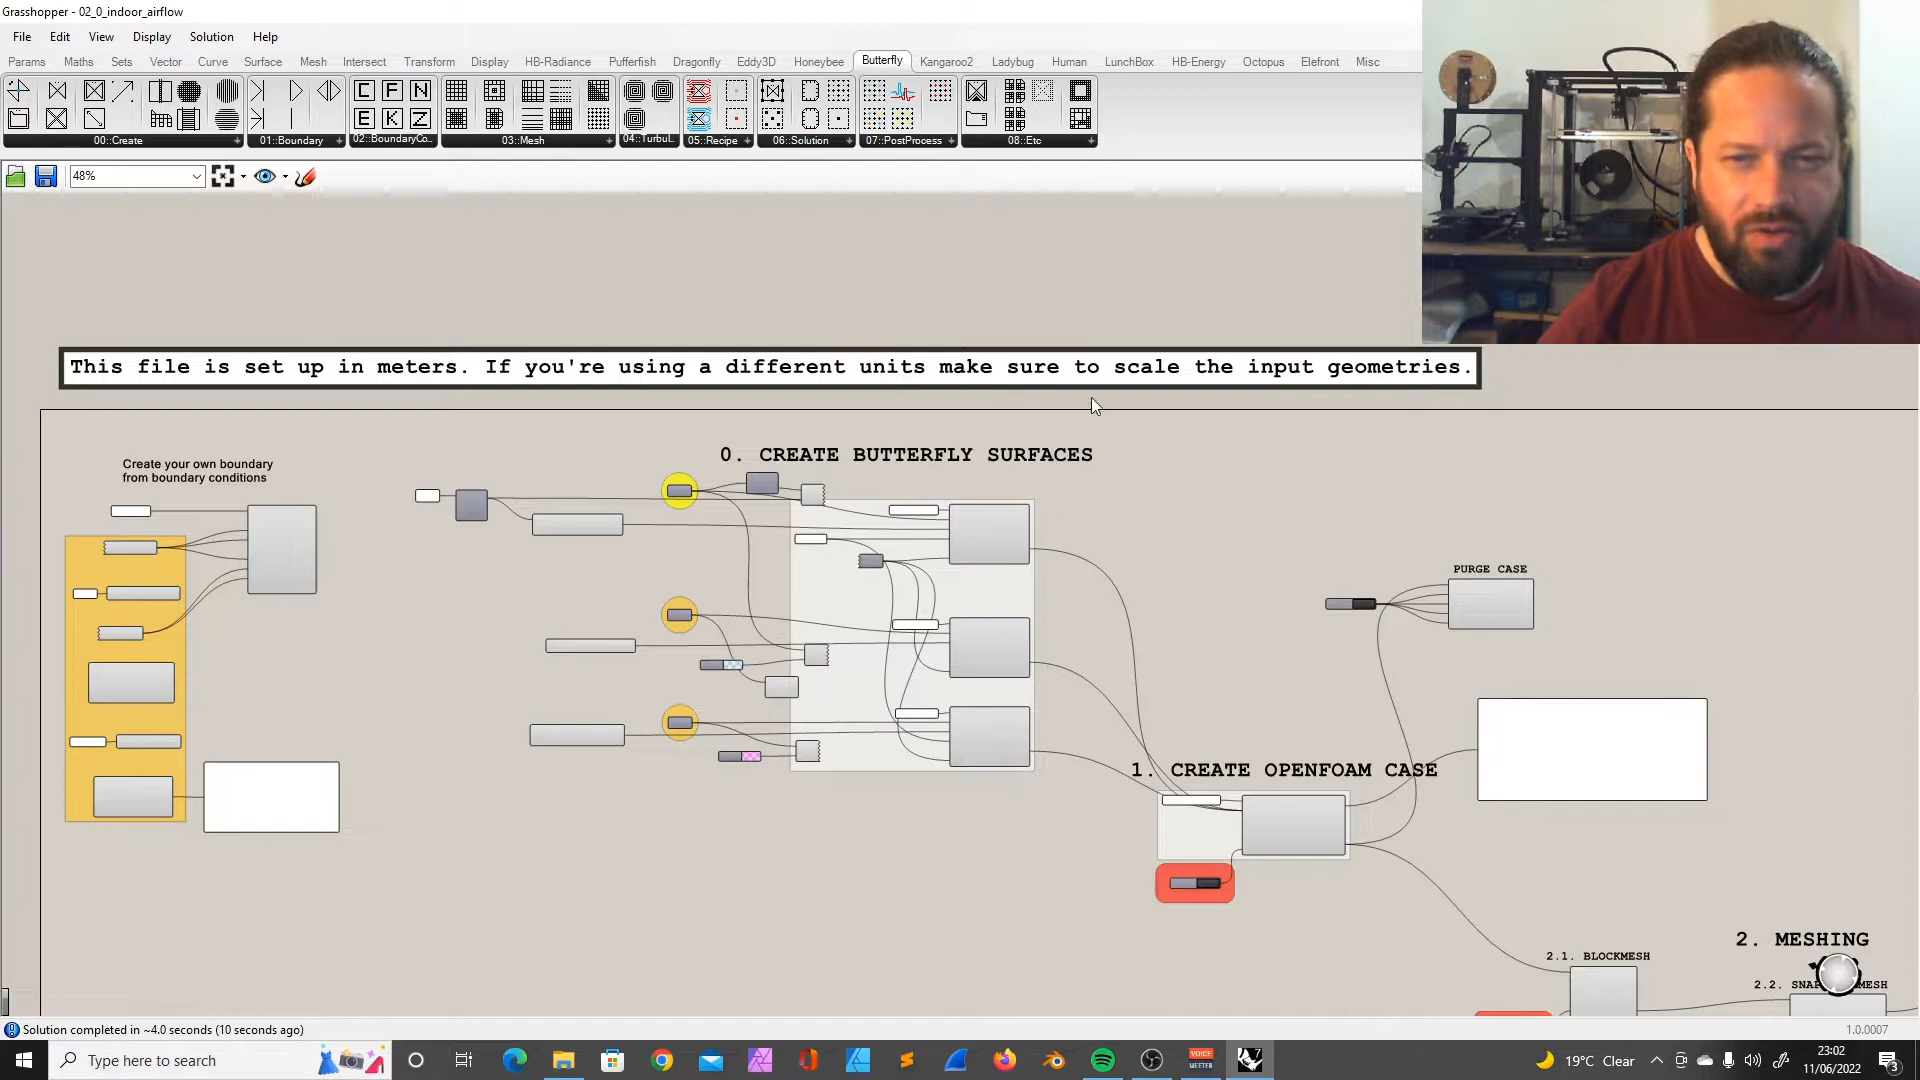 Grasshopper - 02_0_indoor_airflow
File Edit View Display Solution Help
Params Maths Sets Vector Curve Surface Mesh Intersect Transform Display HB-Radiance Pufferfish Dragonfly Eddy3D Honeybee Butterfly Kangaroo2 Ladybug Human LunchBox HB-Energy Octopus Elefront Misc
C F N
E K Z
00::Create 01::Boundary 02::BoundaryCo... 03::Mesh 04::Turbul... 05::Recipe 06::Solution 07::PostProcess 08::Etc
48%
This file is set up in meters. If you're using a different units make sure to scale the input geometries.
0. CREATE BUTTERFLY SURFACES
Create your own boundary
from boundary conditions
PURGE CASE
1. CREATE OPENFOAM CASE
2. MESHING
2.1. BLOCKMESH
2.2.
Solution completed in ~4.0 seconds (10 seconds ago)
1.0.0007
Type here to search
VOICE
MEETER
7
19°C Clear
23:02
11/06/2022
3